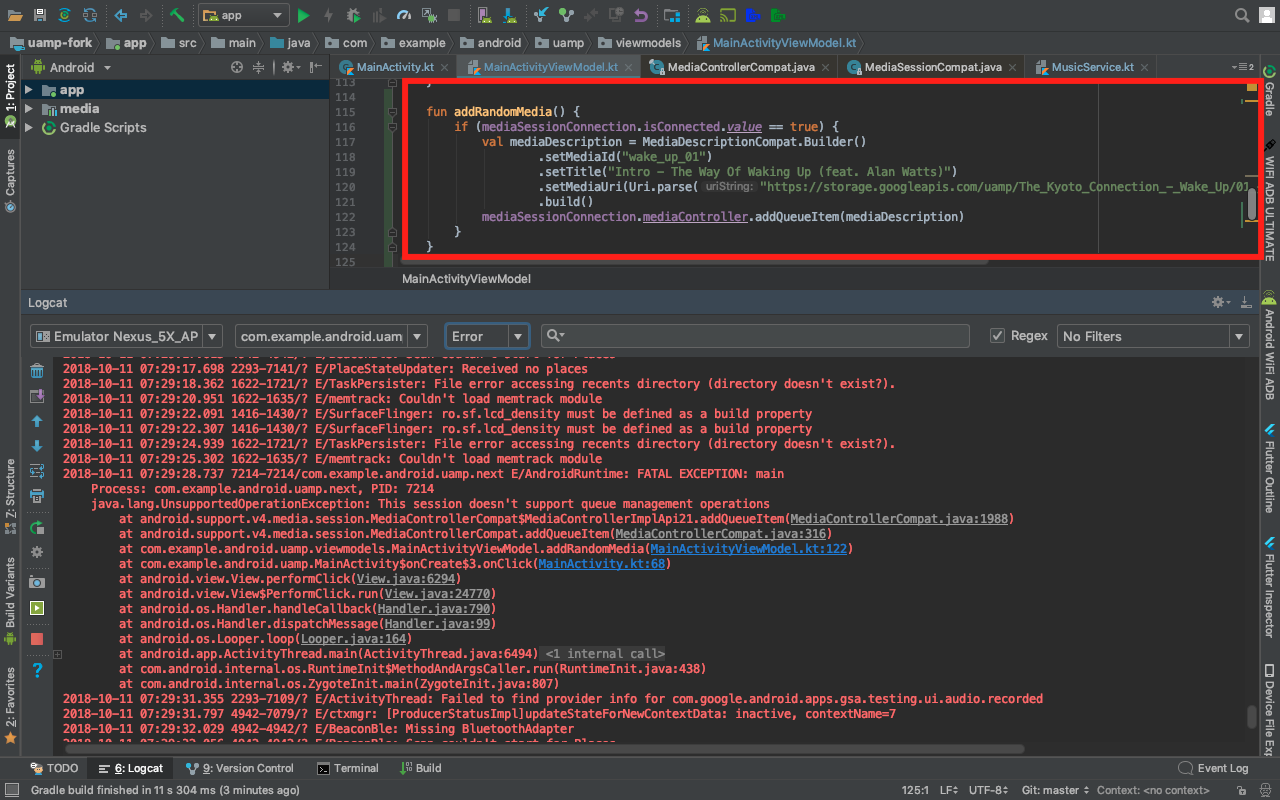 app
uamp-fork
app
src
main
java
com
example
android
uamp
viewmodels
MainActivityViewModel.kt
1: Project
Captures
Z: Structure
Build Variants
2: Favorites
Android
app
media
Gradle Scripts
MainActivity.kt
MainActivityViewModel.kt
MediaControllerCompat.java
MediaSessionCompat.java
MusicService.kt
2
113 }
114
115 fun addRandomMedia() {
116 if (mediaSessionConnection.isConnected.value == true) {
117 val mediaDescription = MediaDescriptionCompat.Builder()
118 .setMediaId("wake_up_01")
119 .setTitle("Intro - The Way Of Waking Up (feat. Alan Watts)")
120 .setMediaUri(Uri.parse( uriString: "https://storage.googleapis.com/uamp/The_Kyoto_Connection_-_Wake_Up/01
121 .build()
122 mediaSessionConnection.mediaController.addQueueItem(mediaDescription)
123 }
124 }
125
MainActivityViewModel
Gradle
WIFI ADB ULTIMATE
Android WiFi ADB
Flutter Outline
Flutter Inspector
Device File Exp
Logcat
Emulator Nexus_5X_AP
com.example.android.uam
Error
Regex
No Filters
2018-10-11 07:29:17.698 2293-7141/? E/PlaceStateUpdater: Received no places
2018-10-11 07:29:18.362 1622-1721/? E/TaskPersister: File error accessing recents directory (directory doesn't exist?).
2018-10-11 07:29:20.951 1622-1635/? E/memtrack: Couldn't load memtrack module
2018-10-11 07:29:22.091 1416-1430/? E/SurfaceFlinger: ro.sf.lcd_density must be defined as a build property
2018-10-11 07:29:22.307 1416-1430/? E/SurfaceFlinger: ro.sf.lcd_density must be defined as a build property
2018-10-11 07:29:24.939 1622-1721/? E/TaskPersister: File error accessing recents directory (directory doesn't exist?).
2018-10-11 07:29:25.302 1622-1635/? E/memtrack: Couldn't load memtrack module
2018-10-11 07:29:28.737 7214-7214/com.example.android.uamp.next E/AndroidRuntime: FATAL EXCEPTION: main
Process: com.example.android.uamp.next, PID: 7214
java.lang.UnsupportedOperationException: This session doesn't support queue management operations
at android.support.v4.media.session.MediaControllerCompat$MediaControllerImplApi21.addQueueItem(MediaControllerCompat.java:1988)
at android.support.v4.media.session.MediaControllerCompat.addQueueItem(MediaControllerCompat.java:316)
at com.example.android.uamp.viewmodels.MainActivityViewModel.addRandomMedia(MainActivityViewModel.kt:122)
at com.example.android.uamp.MainActivity$onCreate$3.onClick(MainActivity.kt:68)
at android.view.View.performClick(View.java:6294)
at android.view.View$PerformClick.run(View.java:24770)
at android.os.Handler.handleCallback(Handler.java:790)
at android.os.Handler.dispatchMessage(Handler.java:99)
at android.os.Looper.loop(Looper.java:164)
at android.app.ActivityThread.main(ActivityThread.java:6494) <1 internal call>
at com.android.internal.os.RuntimeInit$MethodAndArgsCaller.run(RuntimeInit.java:438)
at com.android.internal.os.ZygoteInit.main(ZygoteInit.java:807)
2018-10-11 07:29:31.355 2293-7109/? E/ActivityThread: Failed to find provider info for com.google.android.apps.gsa.testing.ui.audio.recorded
2018-10-11 07:29:31.797 4942-7079/? E/ctxmgr: [ProducerStatusImpl]updateStateForNewContextData: inactive, contextName=7
2018-10-11 07:29:32.029 4942-4942/? E/BeaconBle: Missing BluetoothAdapter
TODO
6: Logcat
9: Version Control
Terminal
Build
Event Log
Gradle build finished in 11 s 304 ms (3 minutes ago)
125:1
LF
UTF-8
Git: master
Context: <no context>